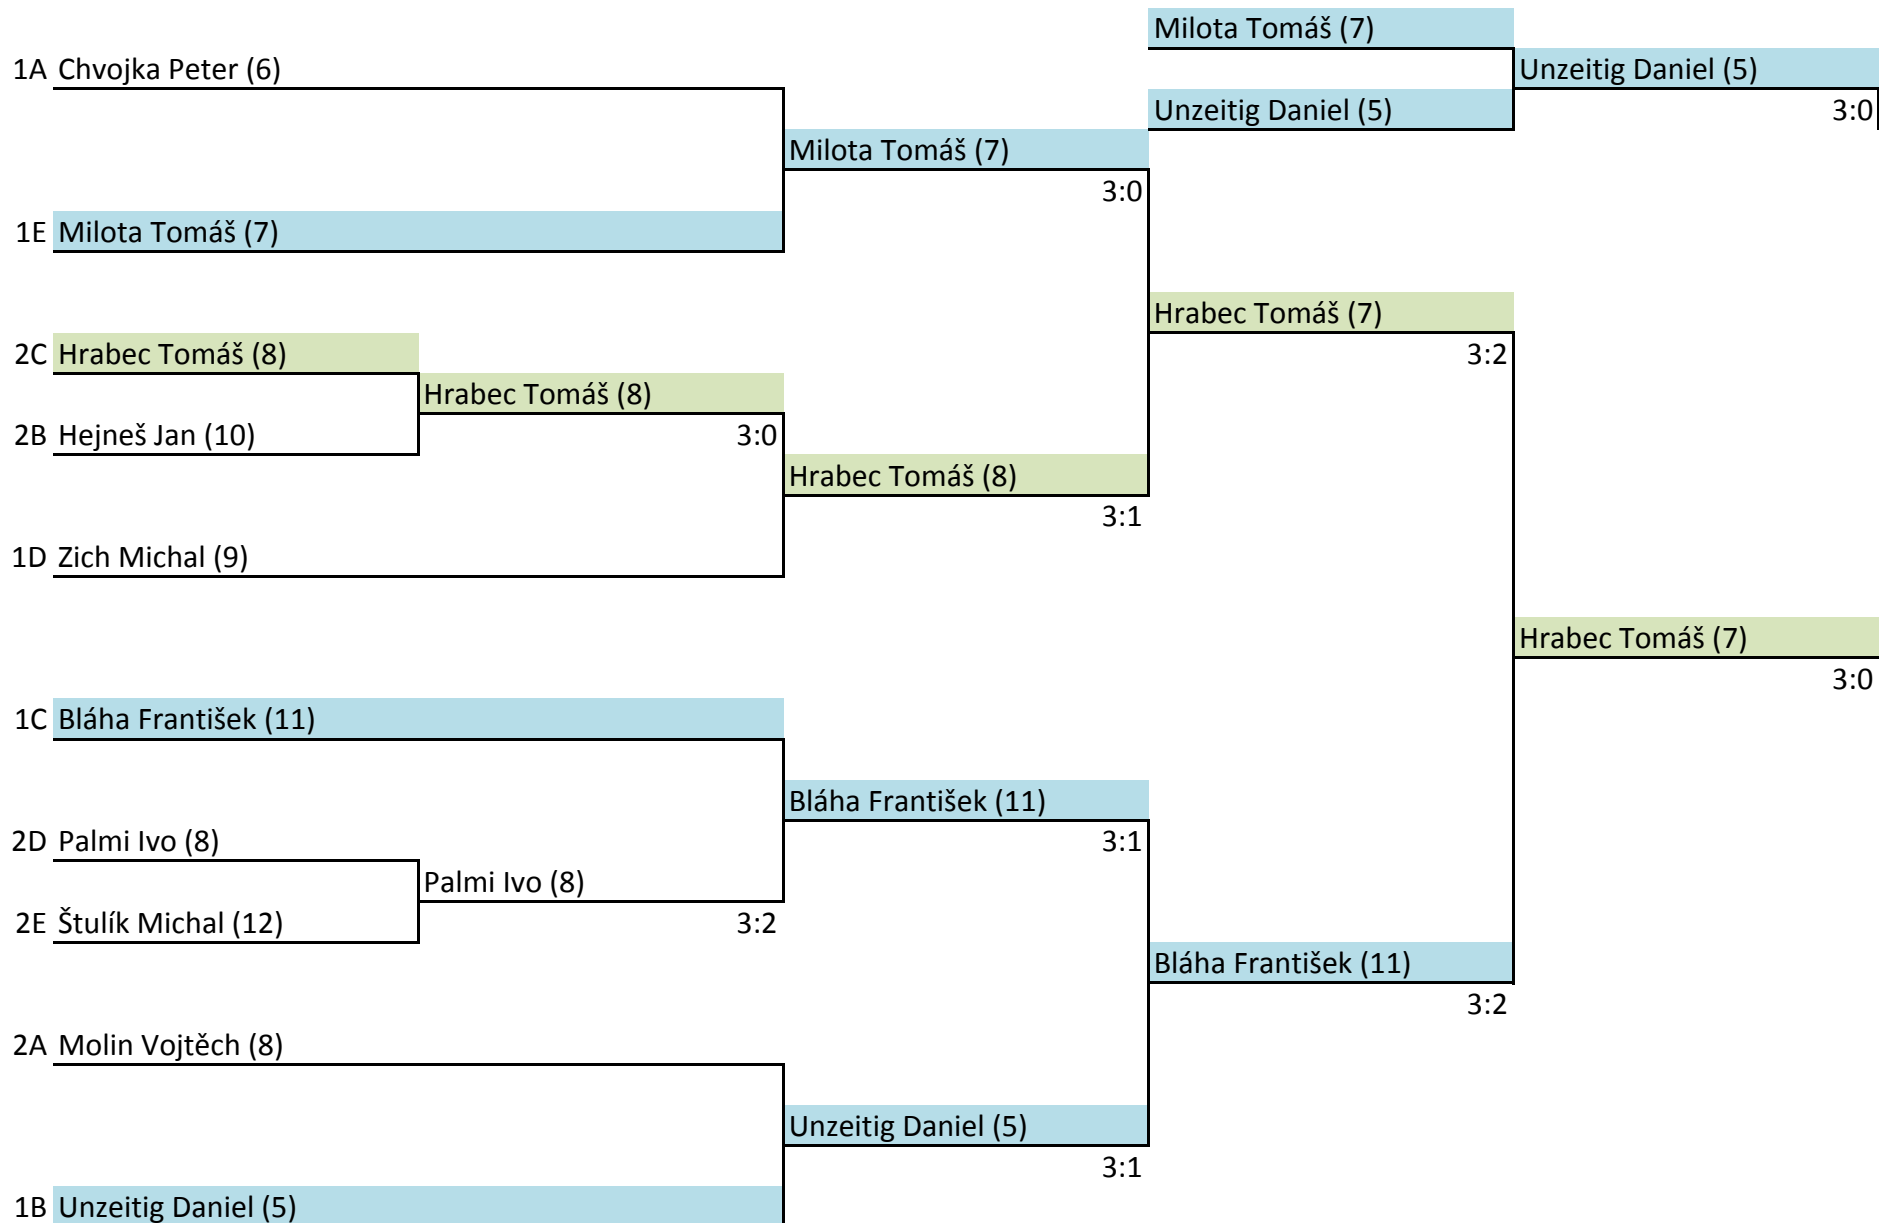 Milota Tomáš (7)
1A Chvojka Peter (6)
Unzeitig Daniel (5)
Unzeitig Daniel (5)
3:0
Milota Tomáš (7)
3:0
1E Milota Tomáš (7)
Hrabec Tomáš (7)
2C Hrabec Tomáš (8)
3:2
Hrabec Tomáš (8)
2B Hejneš Jan (10)
3:0
Hrabec Tomáš (8)
3:1
1D Zich Michal (9)
Hrabec Tomáš (7)
3:0
1C Bláha František (11)
Bláha František (11)
2D Palmi Ivo (8)
3:1
Palmi Ivo (8)
2E Štulík Michal (12)
3:2
Bláha František (11)
3:2
2A Molin Vojtěch (8)
Unzeitig Daniel (5)
3:1
1B Unzeitig Daniel (5)